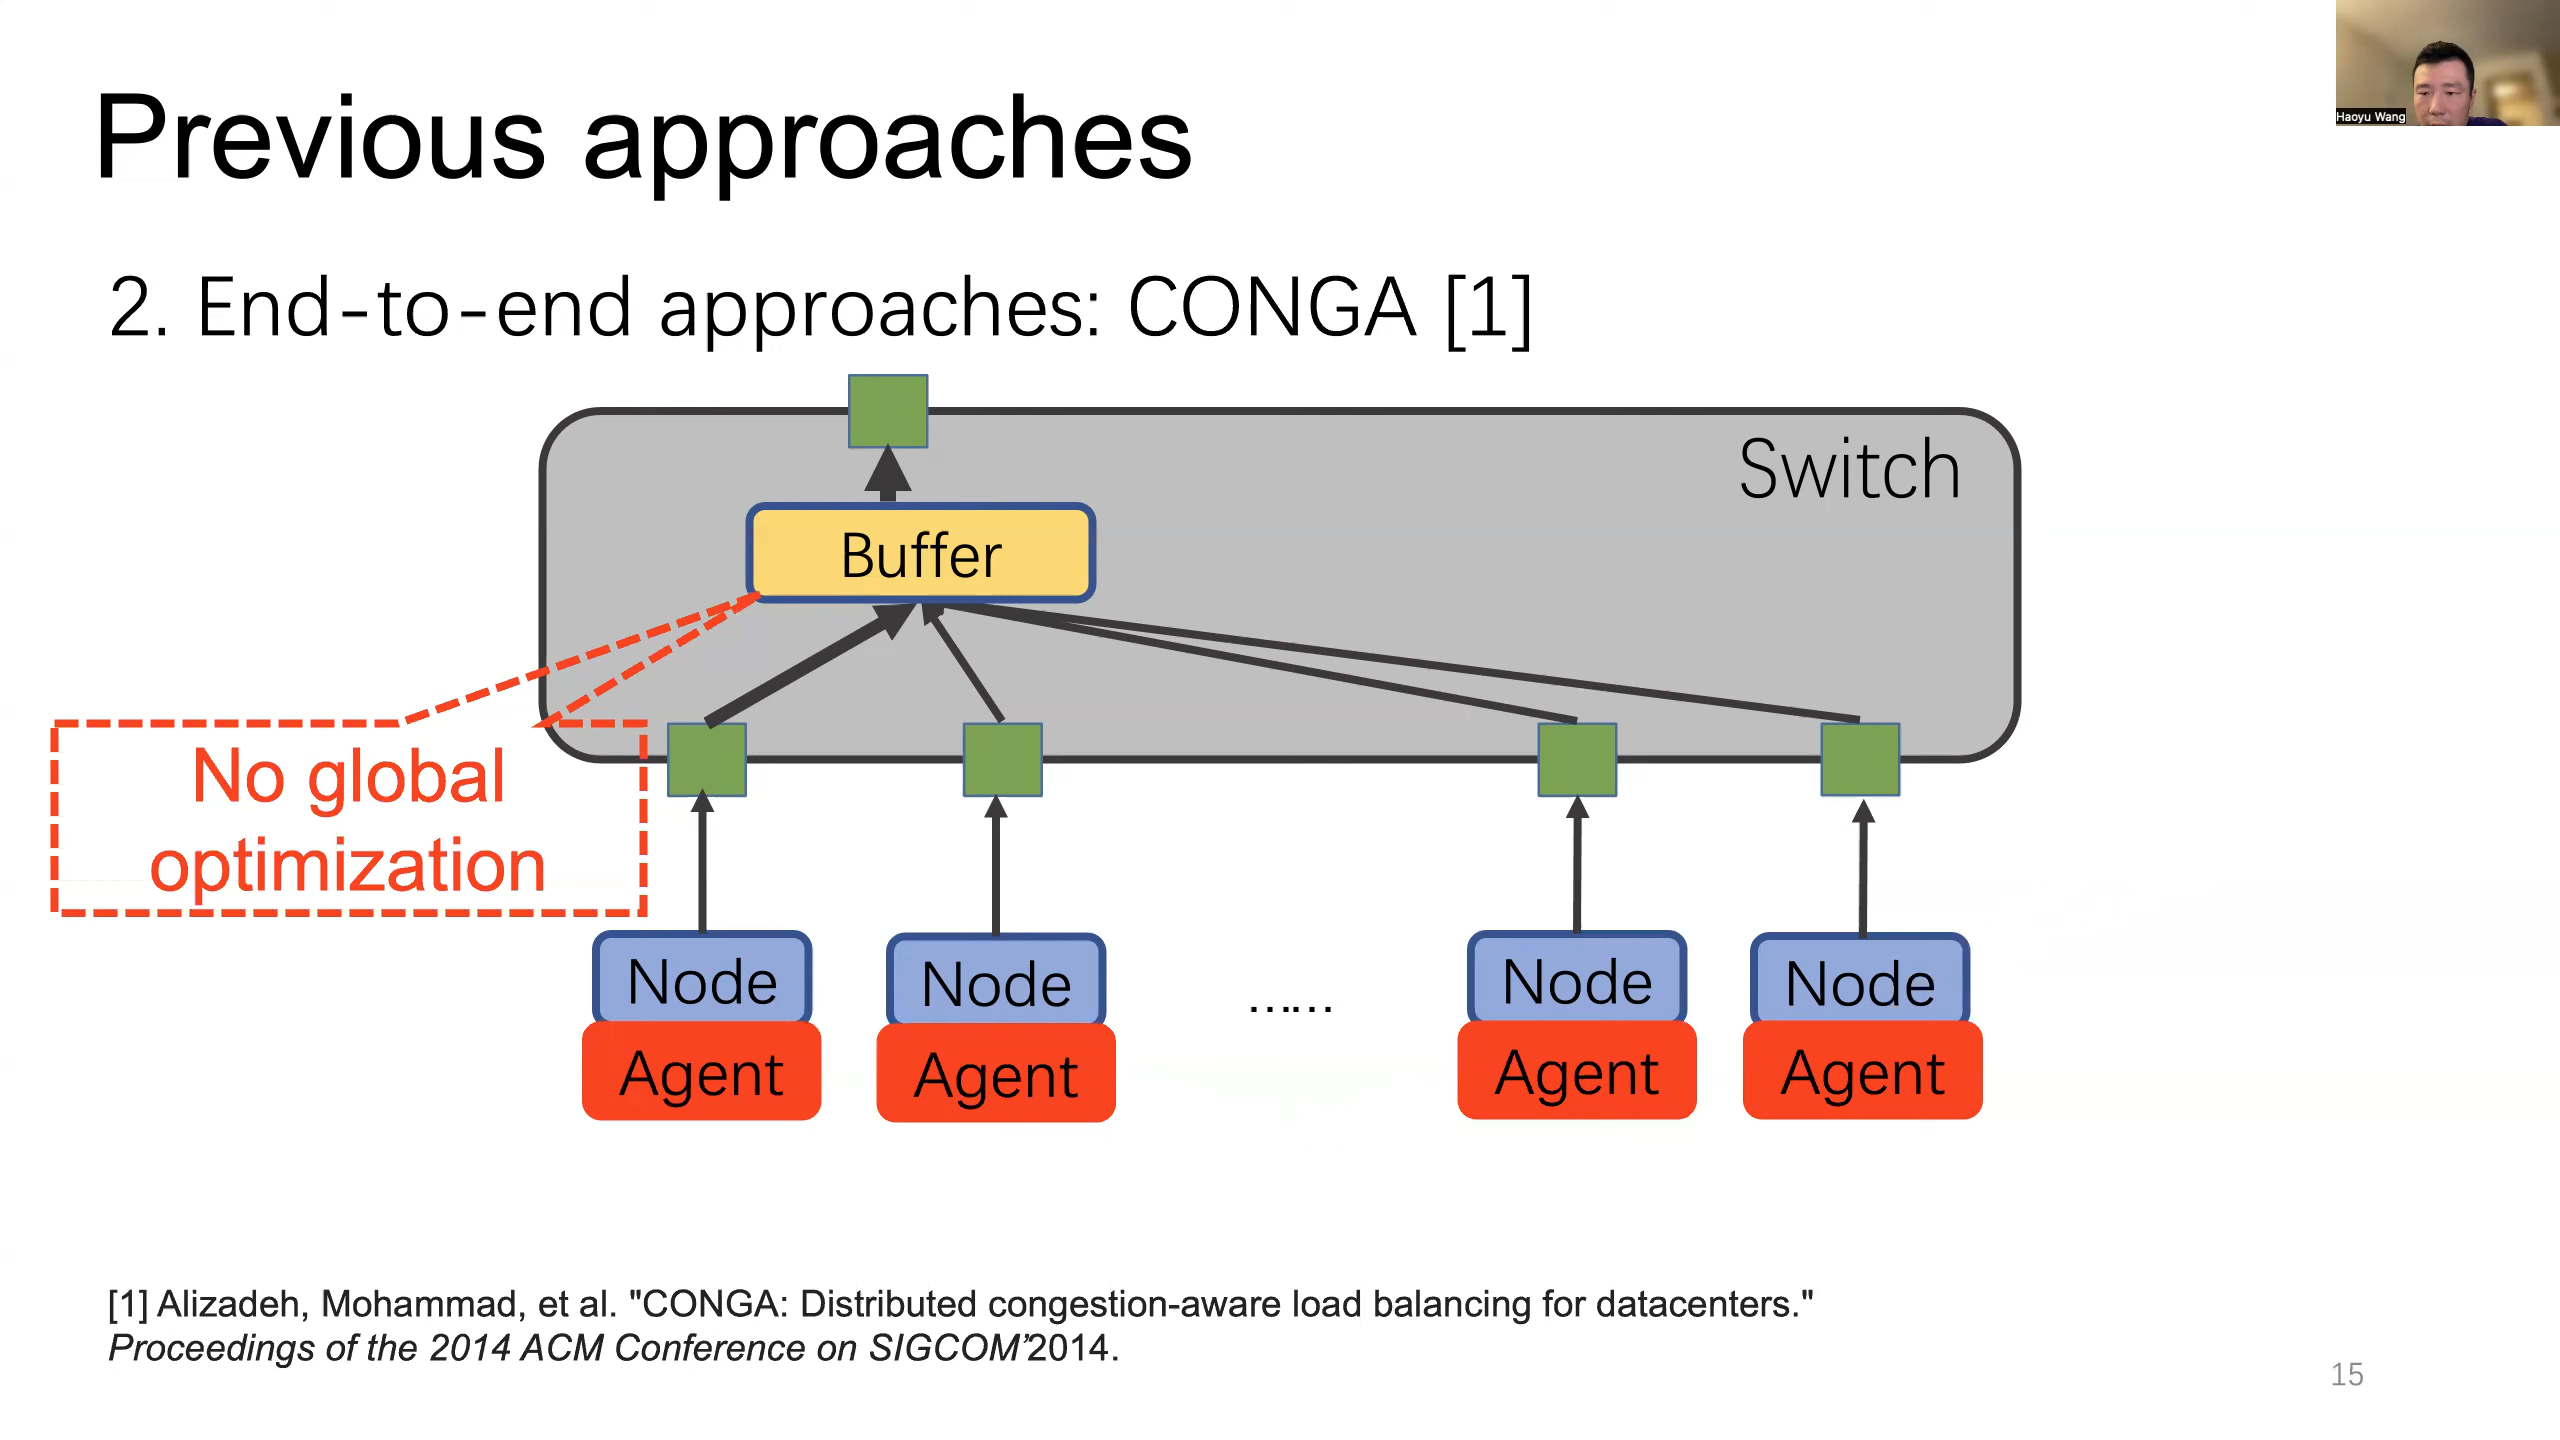 Haoyu Wang
Previous approaches
2. End-to-end approaches: CONGA [1]
Switch
Buffer
No global
optimization
Node
Node
......
Node
Node
Agent
Agent
Agent
Agent
[1] Alizadeh, Mohammad, et al. "CONGA: Distributed congestion-aware load balancing for datacenters."
Proceedings of the 2014 ACM Conference on SIGCOM’2014.
15